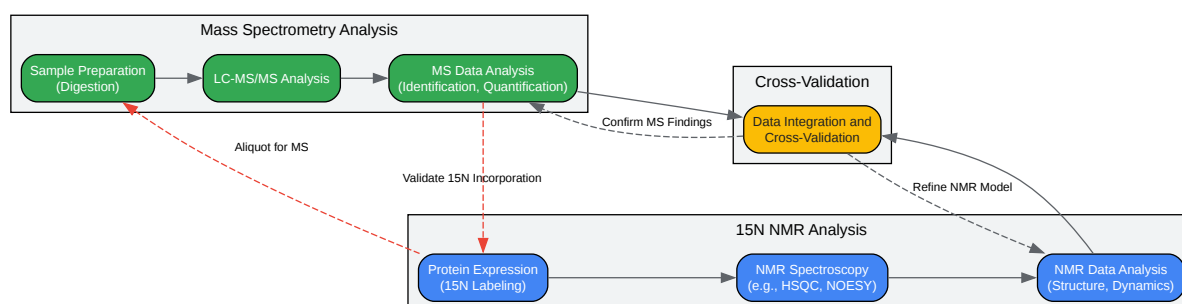 Mass Spectrometry Analysis
Sample Preparation
(Digestion)
LC-MS/MS Analysis
MS Data Analysis
(Identification, Quantification)
Cross-Validation
Data Integration and
Cross-Validation
Confirm MS Findings
Aliquot for MS
Validate 15N Incorporation
Refine NMR Model
15N NMR Analysis
Protein Expression
(15N Labeling)
NMR Spectroscopy
(e.g., HSQC, NOESY)
NMR Data Analysis
(Structure, Dynamics)